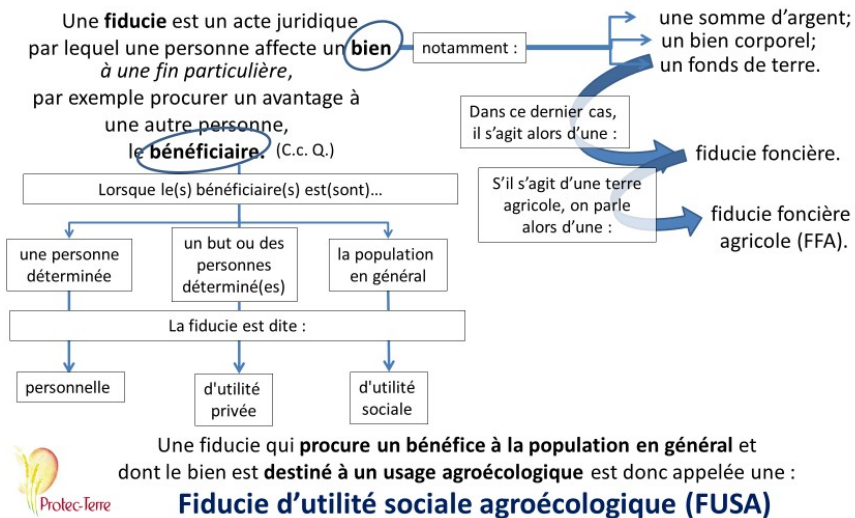 Une fiducie est un acte juridique
par lequel une personne affecte un bien
à une fin particulière,
par exemple procurer un avantage à
une autre personne,
le bénéficiaire. (C.c. Q.)
notamment :
une somme d'argent;
un bien corporel;
un fonds de terre.
Dans ce dernier cas,
il s'agit alors d'une :
fiducie foncière.
S'il s'agit d'une terre
agricole, on parle
alors d'une :
fiducie foncière
agricole (FFA).
Lorsque le(s) bénéficiaire(s) est(sont)...
une personne
déterminée
un but ou des
personnes
déterminé(es)
la population
en général
La fiducie est dite :
personnelle
d'utilité
privée
d'utilité
sociale
Une fiducie qui procure un bénéfice à la population en général et
dont le bien est destiné à un usage agroécologique est donc appelée une :
Fiducie d'utilité sociale agroécologique (FUSA)
Protec-Terre